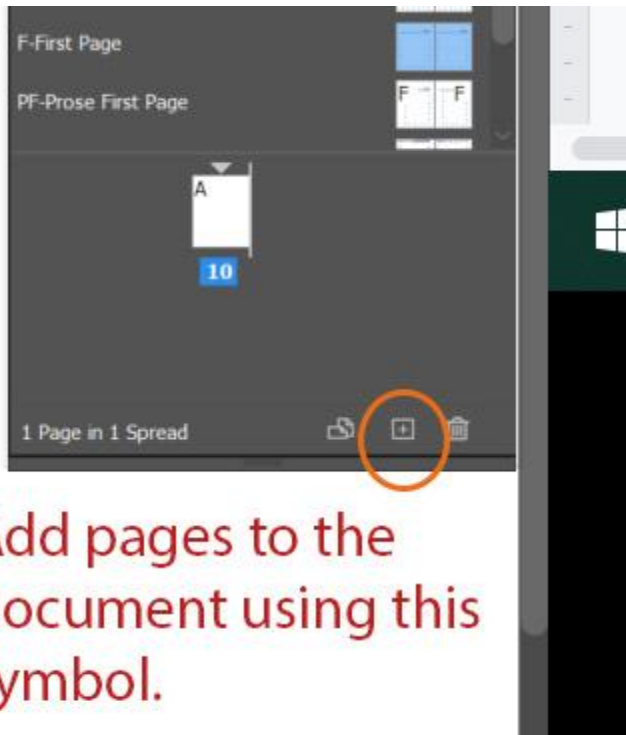 F-First Page
PF-Prose First Page
F F
A
10
1 Page in 1 Spread
dd pages to the
ocument using this
ymbol.